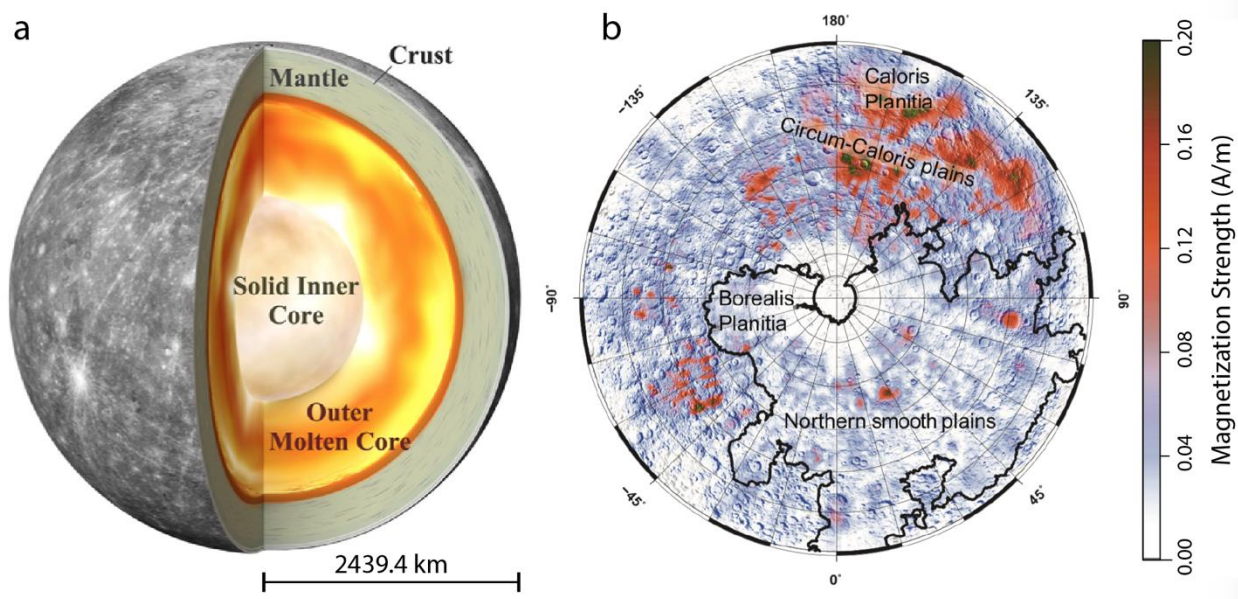 a
Crust
Mantle
Solid Inner
Core
Outer
Molten Core
2439.4 km
b
180°
Caloris
Planitia
-135°
135°
Circum-Caloris plains
-90°
90°
Borealis
Planitia
Northern smooth plains
-45°
45°
0°
0.20
0.16
0.12
0.08
0.04
0.00
Magnetization Strength (A/m)